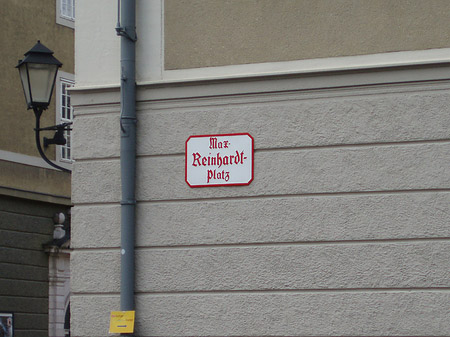 Max-
Reinhardt-
Platz